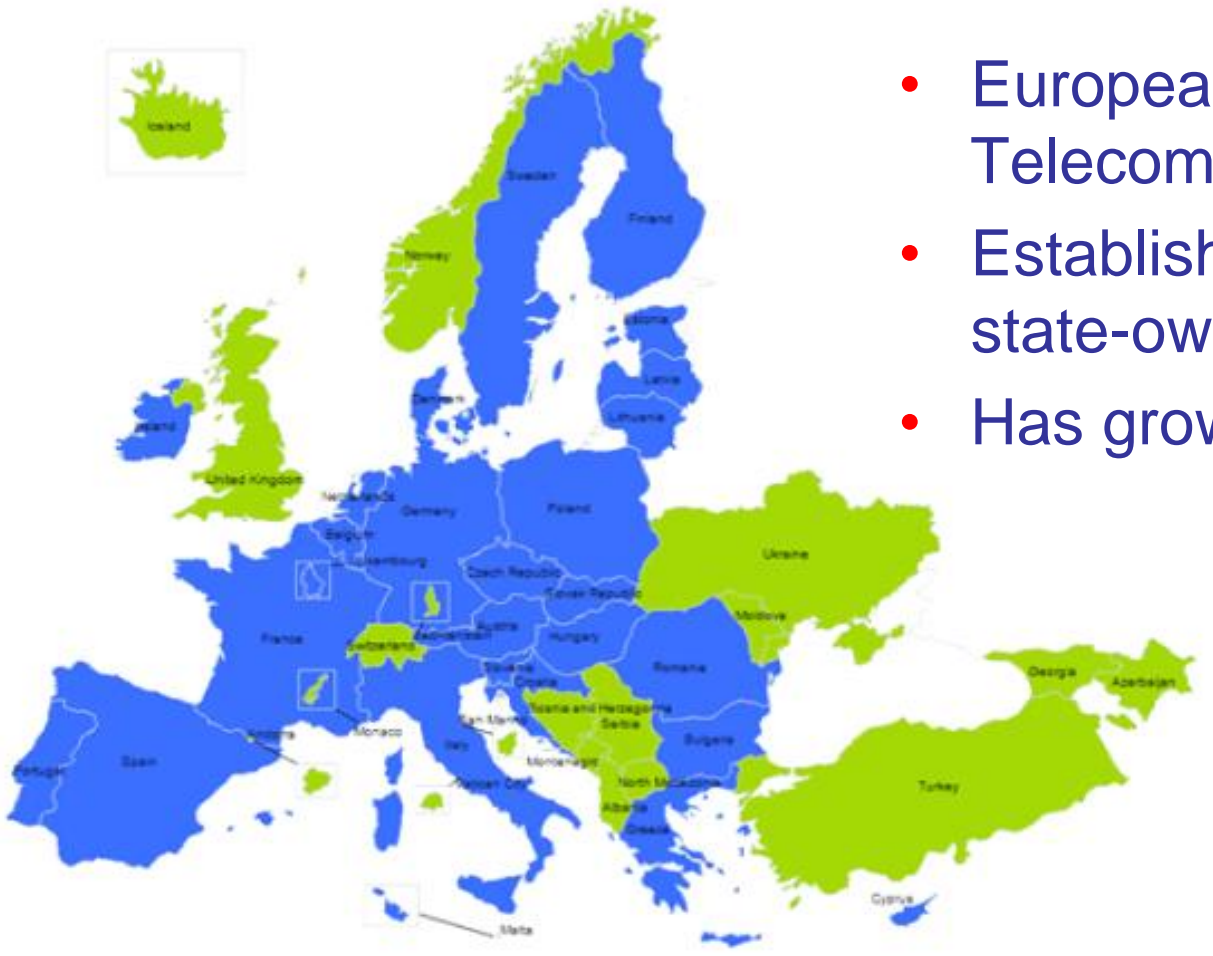 • Europea
Telecom
• Establish
state-ow
• Has grow
Iceland
Sweden
Finland
Norway
Estonia
Latvia
Lithuania
Denmark
Ireland
United Kingdom
Netherlands
Germany
Poland
Belgium
Luxembourg
Ukraine
Czech Republic
Slovak Republic
Moldova
Austria
France
Switzerland
Liechtenstein
Hungary
Slovenia
Romania
Croatia
Georgia
Azerbaijan
Bosnia and Herzegovina
San Marino
Serbia
Monaco
Andorra
Italy
Bulgaria
Portugal
Spain
Montenegro
Vatican City
North Macedonia
Turkey
Albania
Greece
Cyprus
Malta